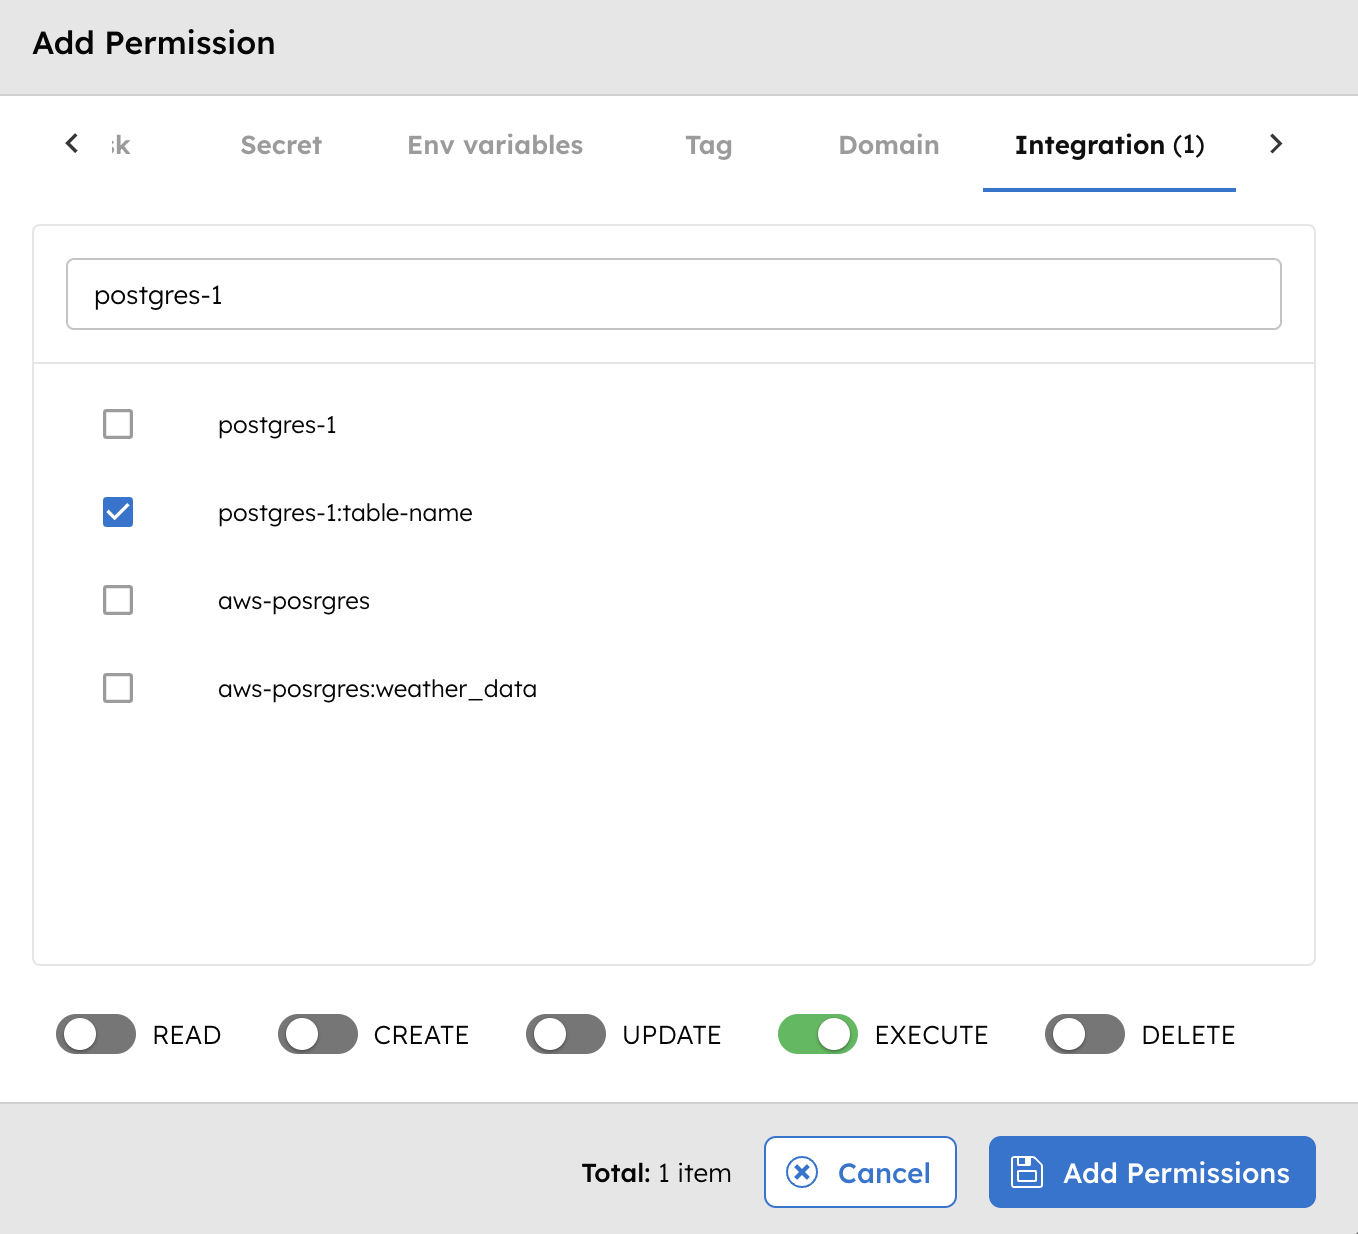 Add Permission
Secret Env variables Tag Domain Integration (1)
postgres-1
postgres-1
postgres-1:table-name
aws-posrgres
aws-posrgres:weather_data
READ CREATE UPDATE EXECUTE DELETE
Total: 1 item Cancel Add Permissions